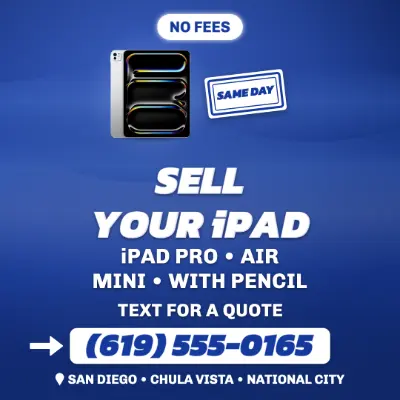 NO FEES
SAME DAY
SELL
YOUR iPAD
iPAD PRO • AIR
MINI • WITH PENCIL
TEXT FOR A QUOTE
(619) 555-0165
SAN DIEGO • CHULA VISTA • NATIONAL CITY